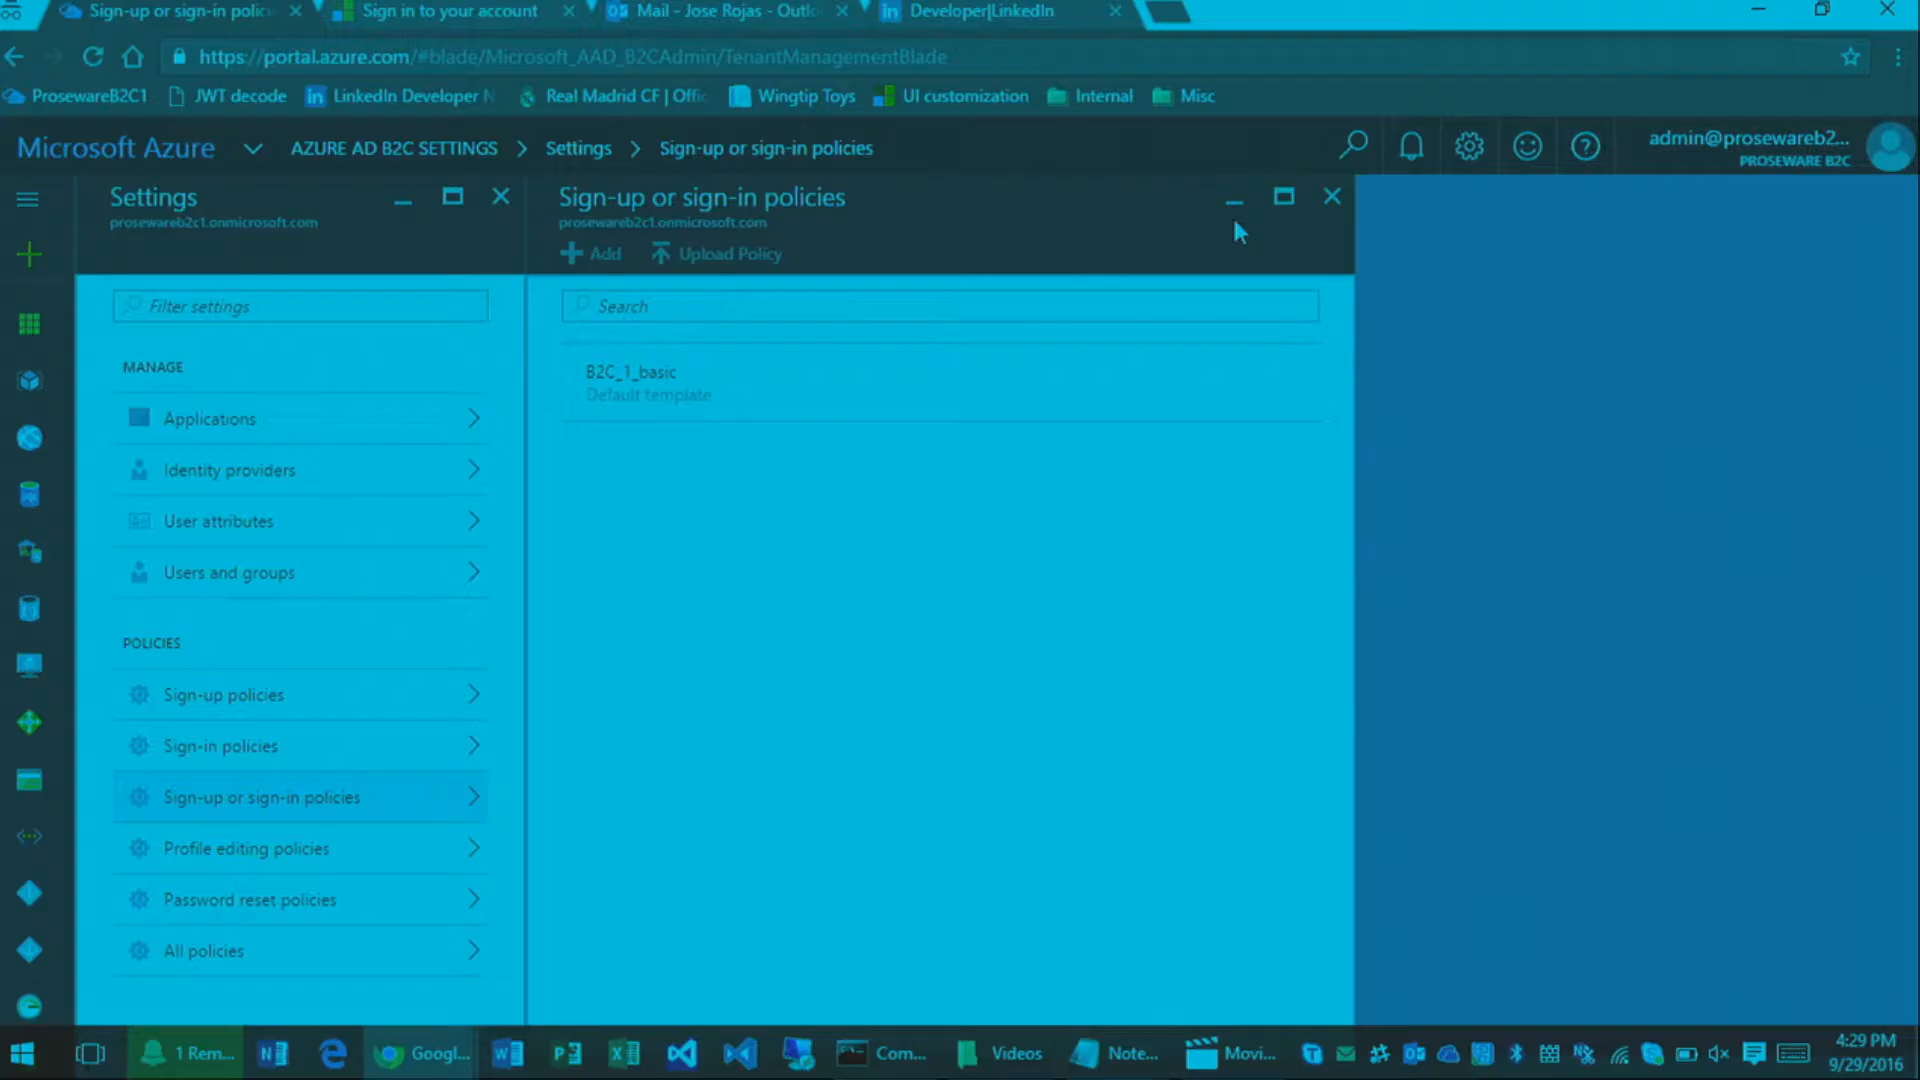 Sign-up or sign-in polic
Sign in to your account
Mail - Jose Rojas - Outlo
Developer|LinkedIn
https://portal.azure.com/#blade/Microsoft_AAD_B2CAdmin/TenantManagementBlade
ProsewareB2C1
JWT decode
LinkedIn Developer N
Real Madrid CF | Offic
Wingtip Toys
UI customization
Internal
Misc
Microsoft Azure
AZURE AD B2C SETTINGS
Settings
Sign-up or sign-in policies
admin@prosewareb2...
PROSEWARE B2C
Settings
prosewareb2c1.onmicrosoft.com
Filter settings
MANAGE
Applications
Identity providers
User attributes
Users and groups
POLICIES
Sign-up policies
Sign-in policies
Sign-up or sign-in policies
Profile editing policies
Password reset policies
All policies
Sign-up or sign-in policies
prosewareb2c1.onmicrosoft.com
Add
Upload Policy
Search
B2C_1_basic
Default template
1 Rem...
Googl...
Com...
Videos
Note...
Movi...
4:29 PM
9/29/2016